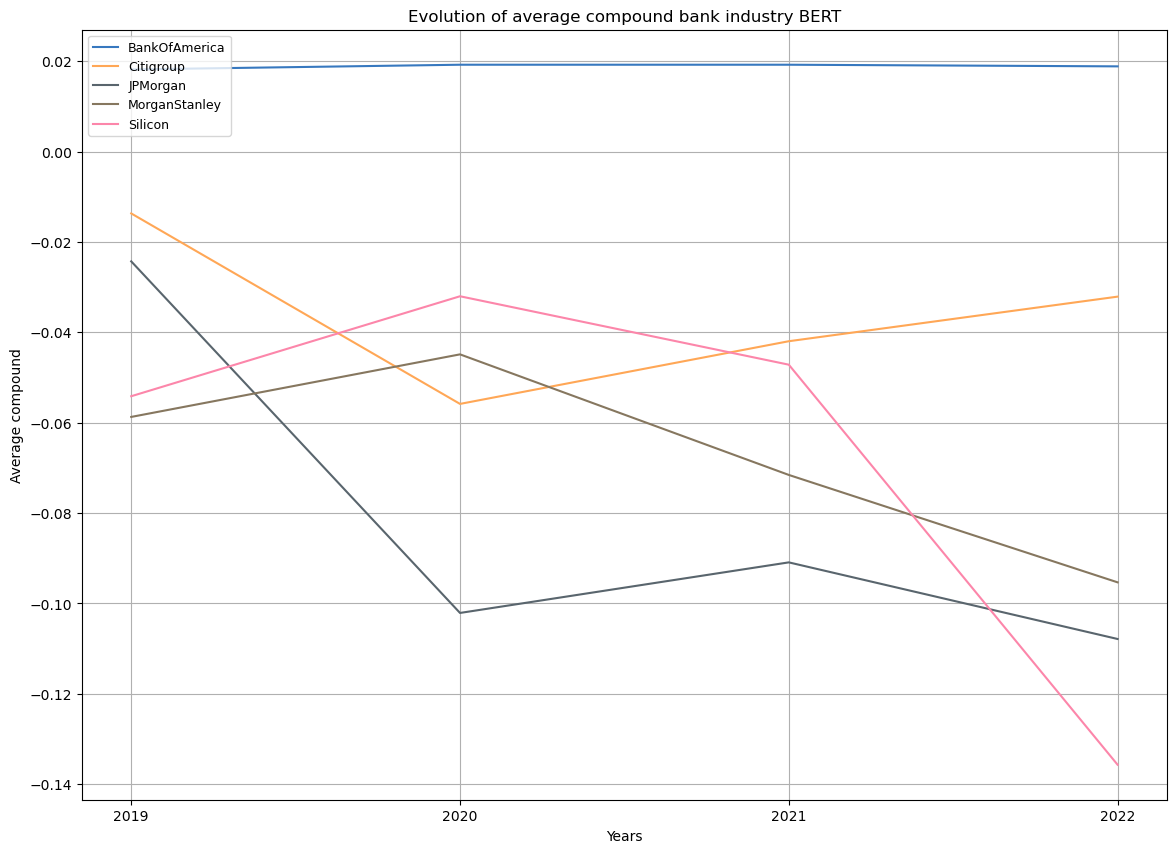 Evolution of average compound bank industry BERT
BankOfAmerica
Citigroup
JPMorgan
MorganStanley
Silicon
0.02
0.00
−0.02
−0.04
−0.06
−0.08
−0.10
−0.12
−0.14
Average compound
2019 2020 2021 2022
Years